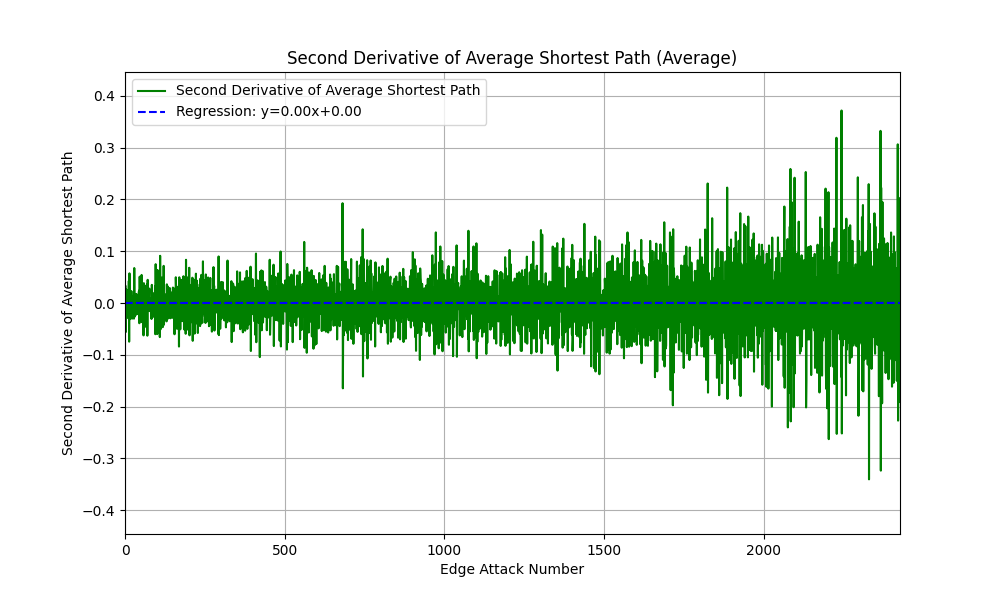 Second Derivative of Average Shortest Path (Average)
Second Derivative of Average Shortest Path
Regression: y=0.00x+0.00
Second Derivative of Average Shortest Path
0.4
0.3
0.2
0.1
0.0
−0.1
−0.2
−0.3
−0.4
0 500 1000 1500 2000
Edge Attack Number